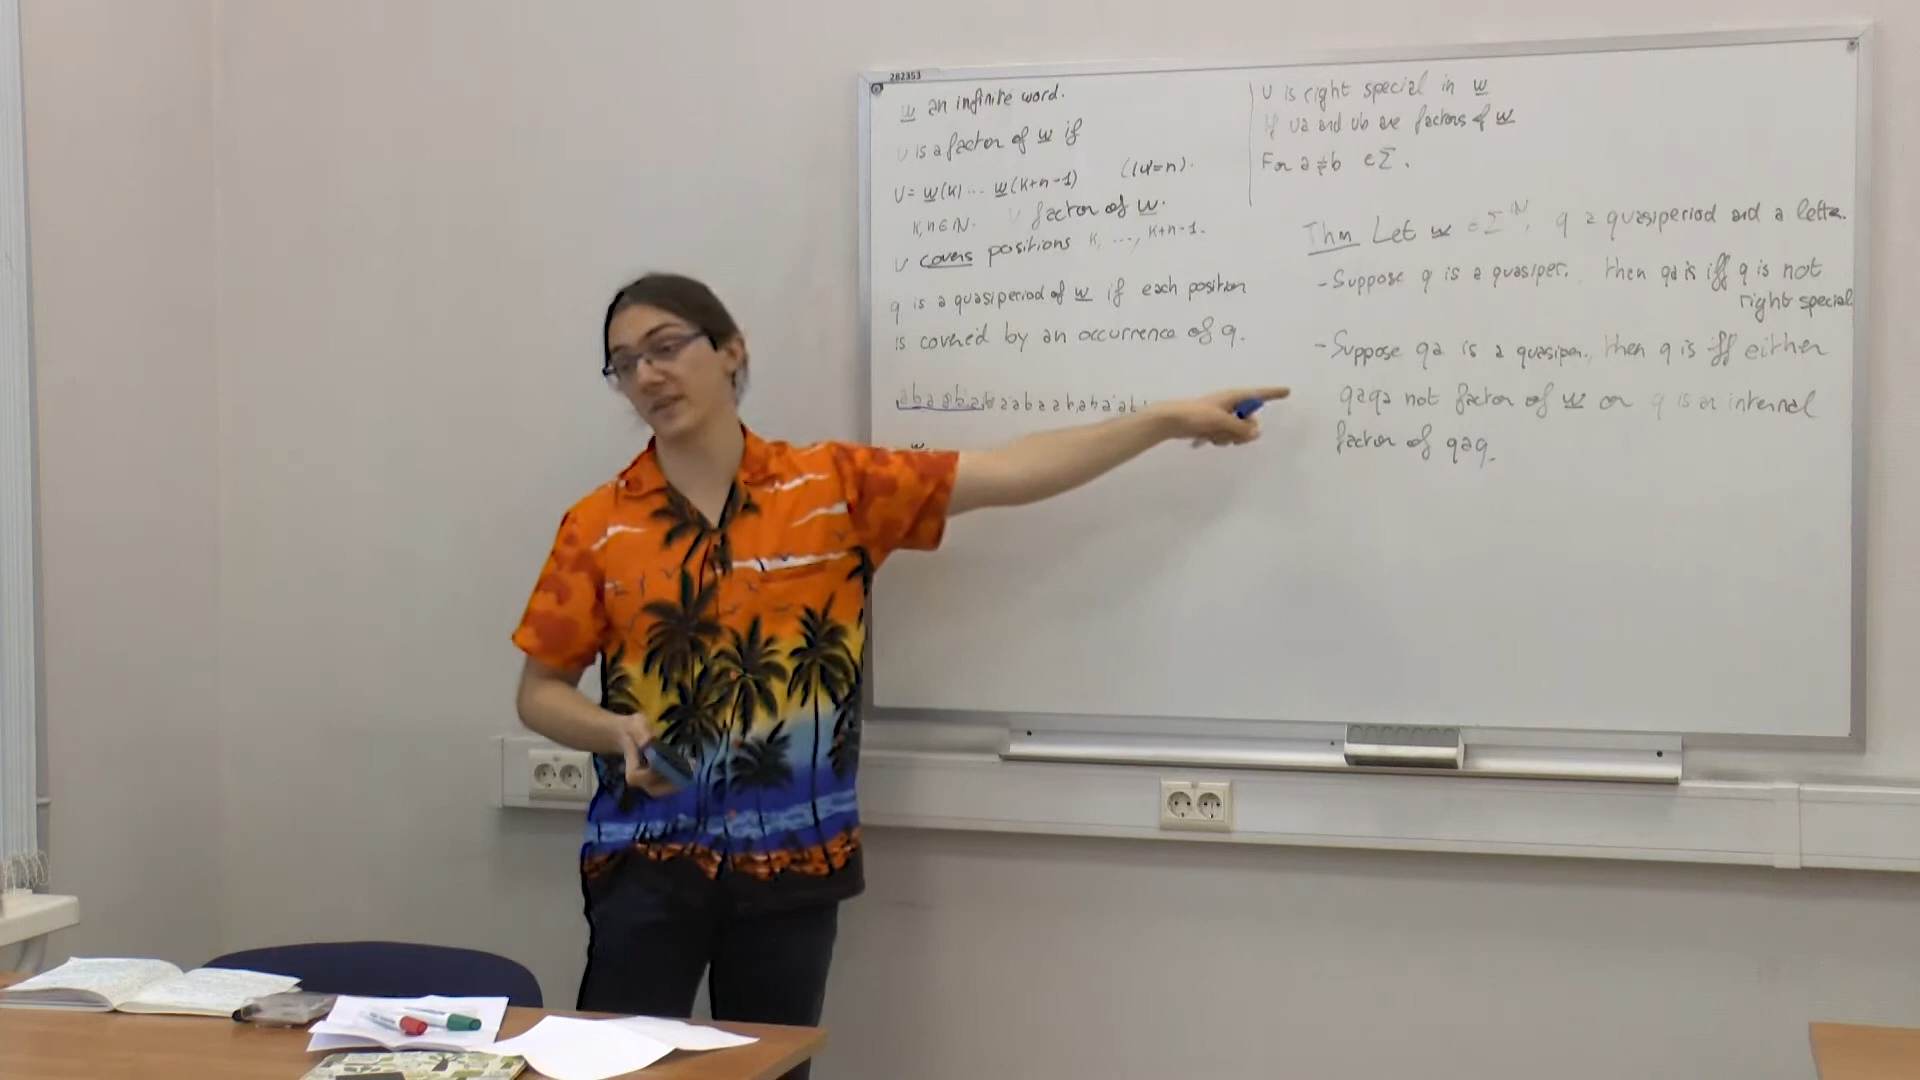 282353
w an infinite word.
u is a factor of w if
u = w(k) ... w(k+n-1) (|u|=n).
k, n ∈ ℕ. u factor of w.
u covers positions k, ..., k+n-1.
q is a quasiperiod of w if each position
is covered by an occurrence of q.
w
u is right special in w
if ua and ub are factors of w
For a ≠ b ∈ Σ.
Thm Let w ∈ Σ^ℕ, q a quasiperiod and a letter.
- Suppose q is a quasiper. Then qa is iff q is not
right special
- Suppose qa is a quasiper., then q is iff either
qaqa not factor of w or q is an internal
factor of qaq.